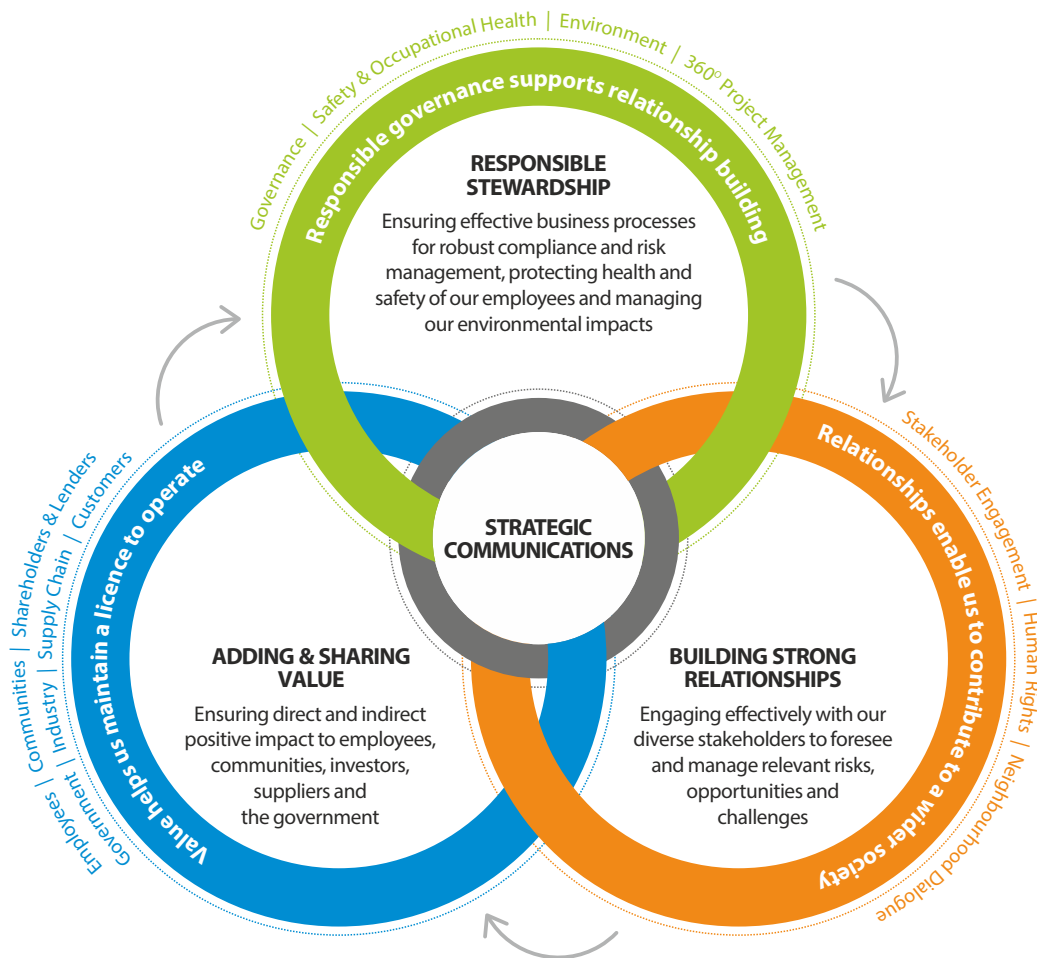 Governance | Safety & Occupational Health | Environment | 360° Project Management
Responsible governance supports relationship building
RESPONSIBLE
STEWARDSHIP
Ensuring effective business processes
for robust compliance and risk
management, protecting health and
safety of our employees and managing
our environmental impacts
STRATEGIC
COMMUNICATIONS
Employees | Communities | Shareholders & Lenders
Government | Industry | Supply Chain | Customers
Value helps us maintain a licence to operate
ADDING & SHARING
VALUE
Ensuring direct and indirect
positive impact to employees,
communities, investors,
suppliers and
the government
Stakeholder Engagement | Human Rights | Neighbourhood Dialogue
Relationships enable us to contribute to a wider society
BUILDING STRONG
RELATIONSHIPS
Engaging effectively with our
diverse stakeholders to foresee
and manage relevant risks,
opportunities and
challenges